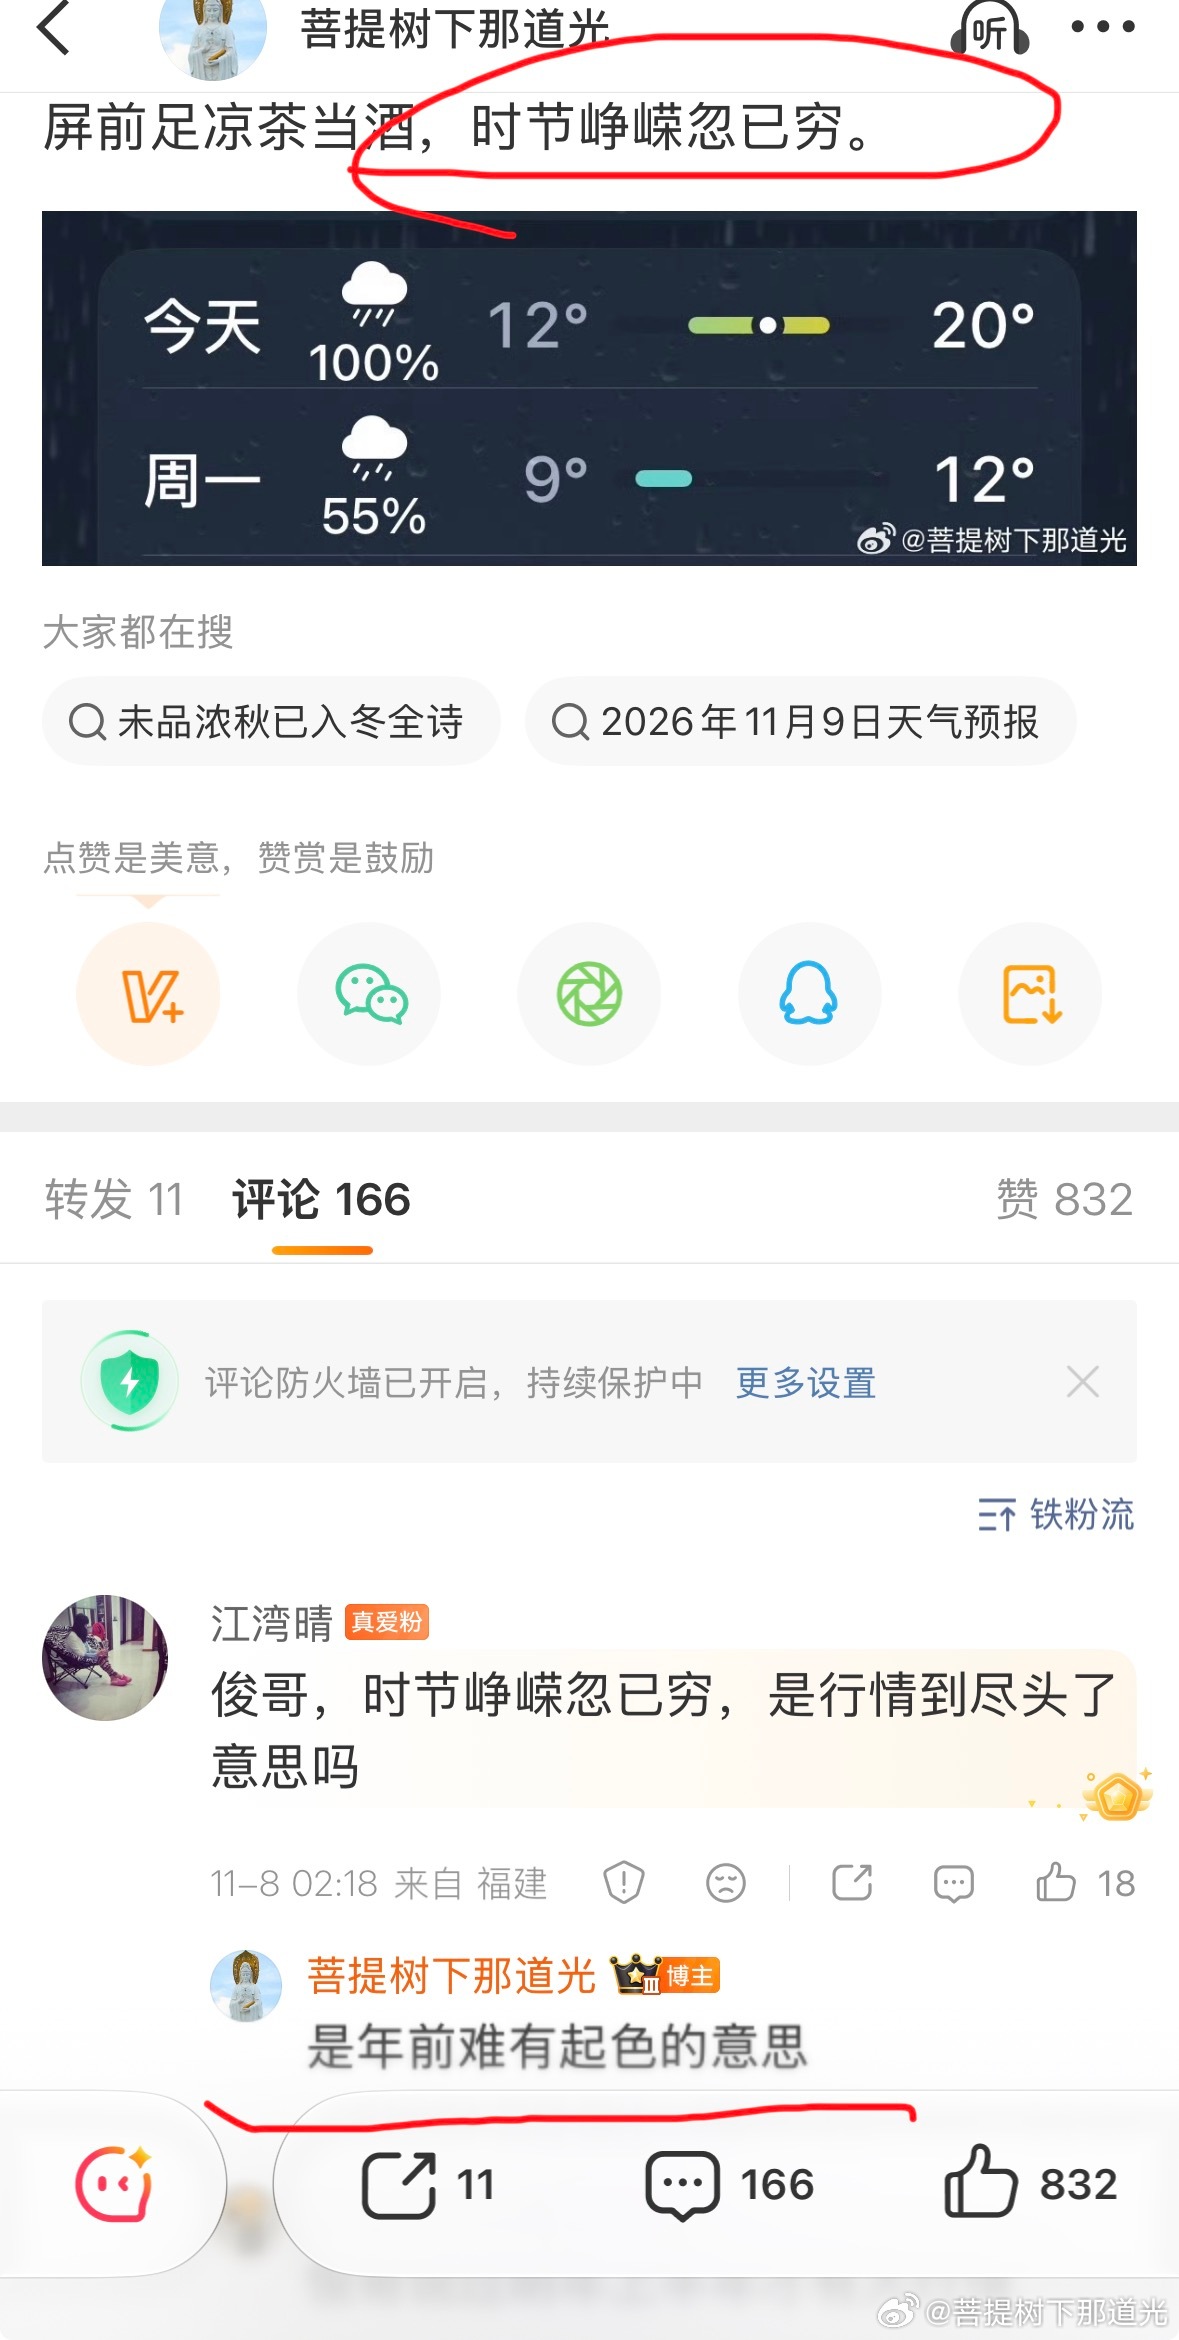 菩提树下那道光
听
屏前足凉茶当酒，时节峥嵘忽已穷。
今天 100% 12° 20°
周一 55% 9° 12°
@菩提树下那道光
大家都在搜
未品浓秋已入冬全诗 2026年11月9日天气预报
点赞是美意，赞赏是鼓励
转发 11 评论 166 赞 832
评论防火墙已开启，持续保护中 更多设置
铁粉流
江湾晴 真爱粉
俊哥，时节峥嵘忽已穷，是行情到尽头了
意思吗
11-8 02:18 来自 福建 18
菩提树下那道光 III 博主
是年前难有起色的意思
11 166 832
@菩提树下那道光